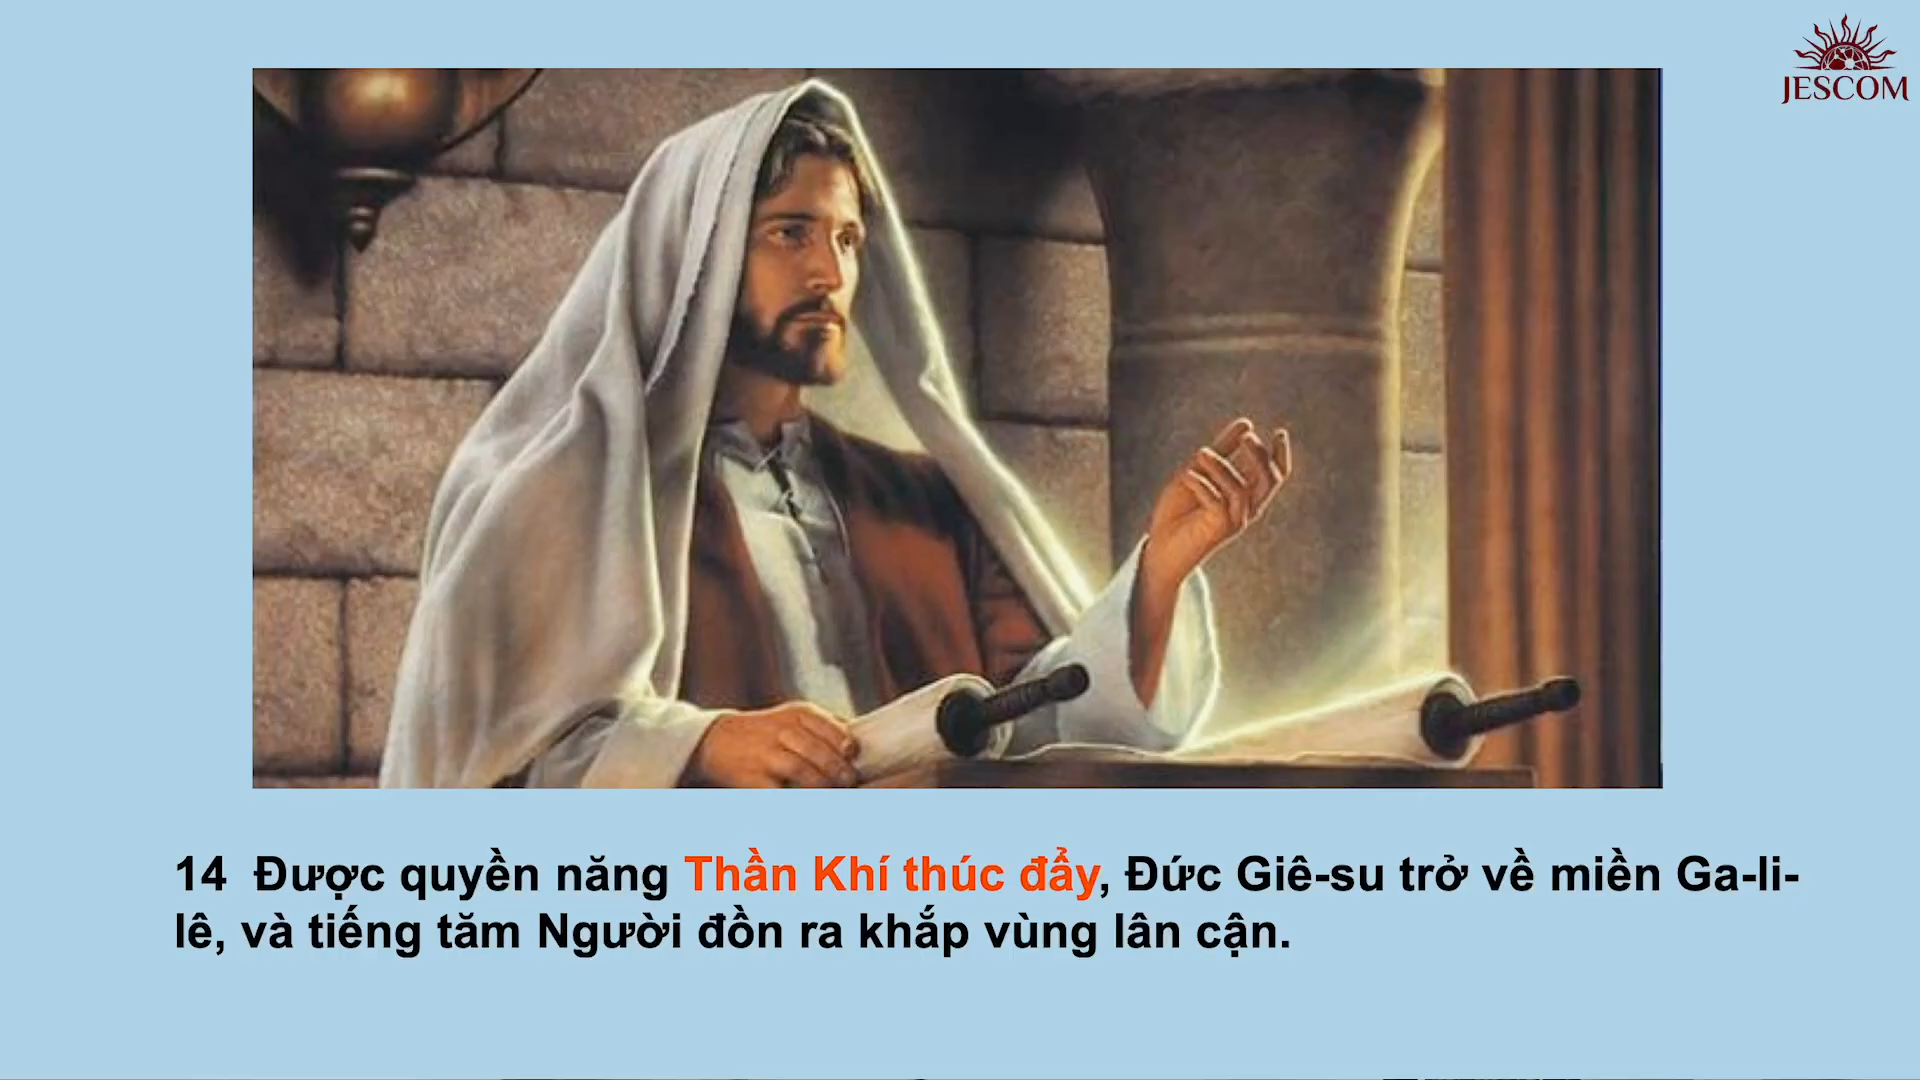 JESCOM
14 Được quyền năng Thần Khí thúc đẩy, Đức Giê-su trở về miền Ga-li-
lê, và tiếng tăm Người đồn ra khắp vùng lân cận.